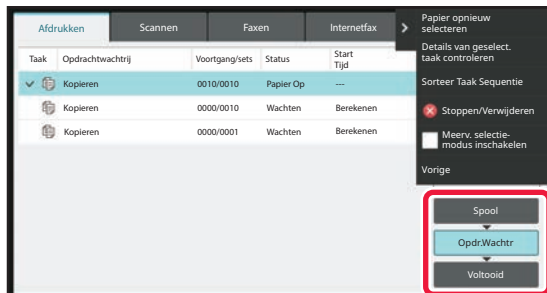 Afdrukken
Scannen
Faxen
Internetfax
Taak
Opdrachtwachtrij
Voortgang/sets
Status
Start
Tijd
Kopieren
0010/0010
Papier Op
---
Kopieren
0000/0010
Wachten
Berekenen
Kopieren
0000/0001
Wachten
Berekenen
Papier opnieuw
selecteren
Details van geselect.
taak controleren
Sorteer Taak Sequentie
Stoppen/Verwijderen
Meerv. selectie-
modus inschakelen
Vorige
Spool
Opdr.Wachtr
Voltooid